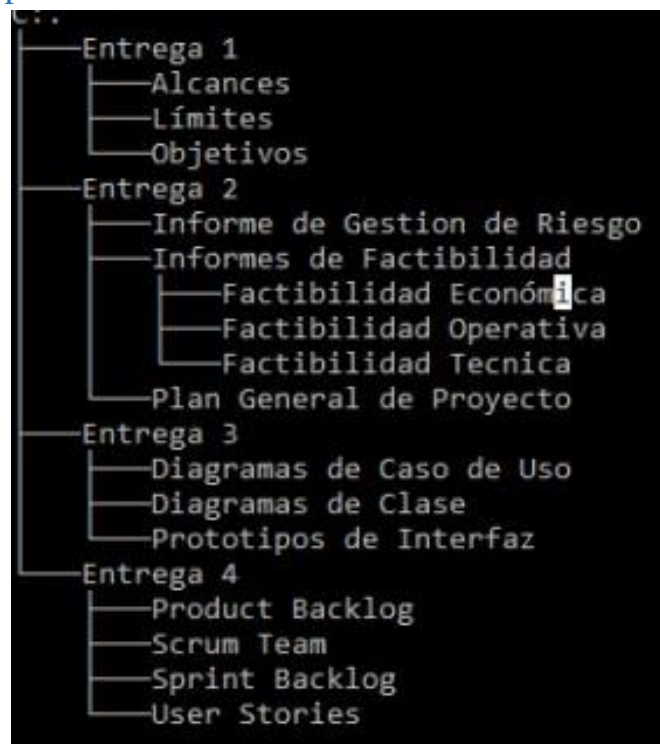 C:.
Entrega 1
Alcances
Límites
Objetivos
Entrega 2
Informe de Gestion de Riesgo
Informes de Factibilidad
Factibilidad Económica
Factibilidad Operativa
Factibilidad Tecnica
Plan General de Proyecto
Entrega 3
Diagramas de Caso de Uso
Diagramas de Clase
Prototipos de Interfaz
Entrega 4
Product Backlog
Scrum Team
Sprint Backlog
User Stories